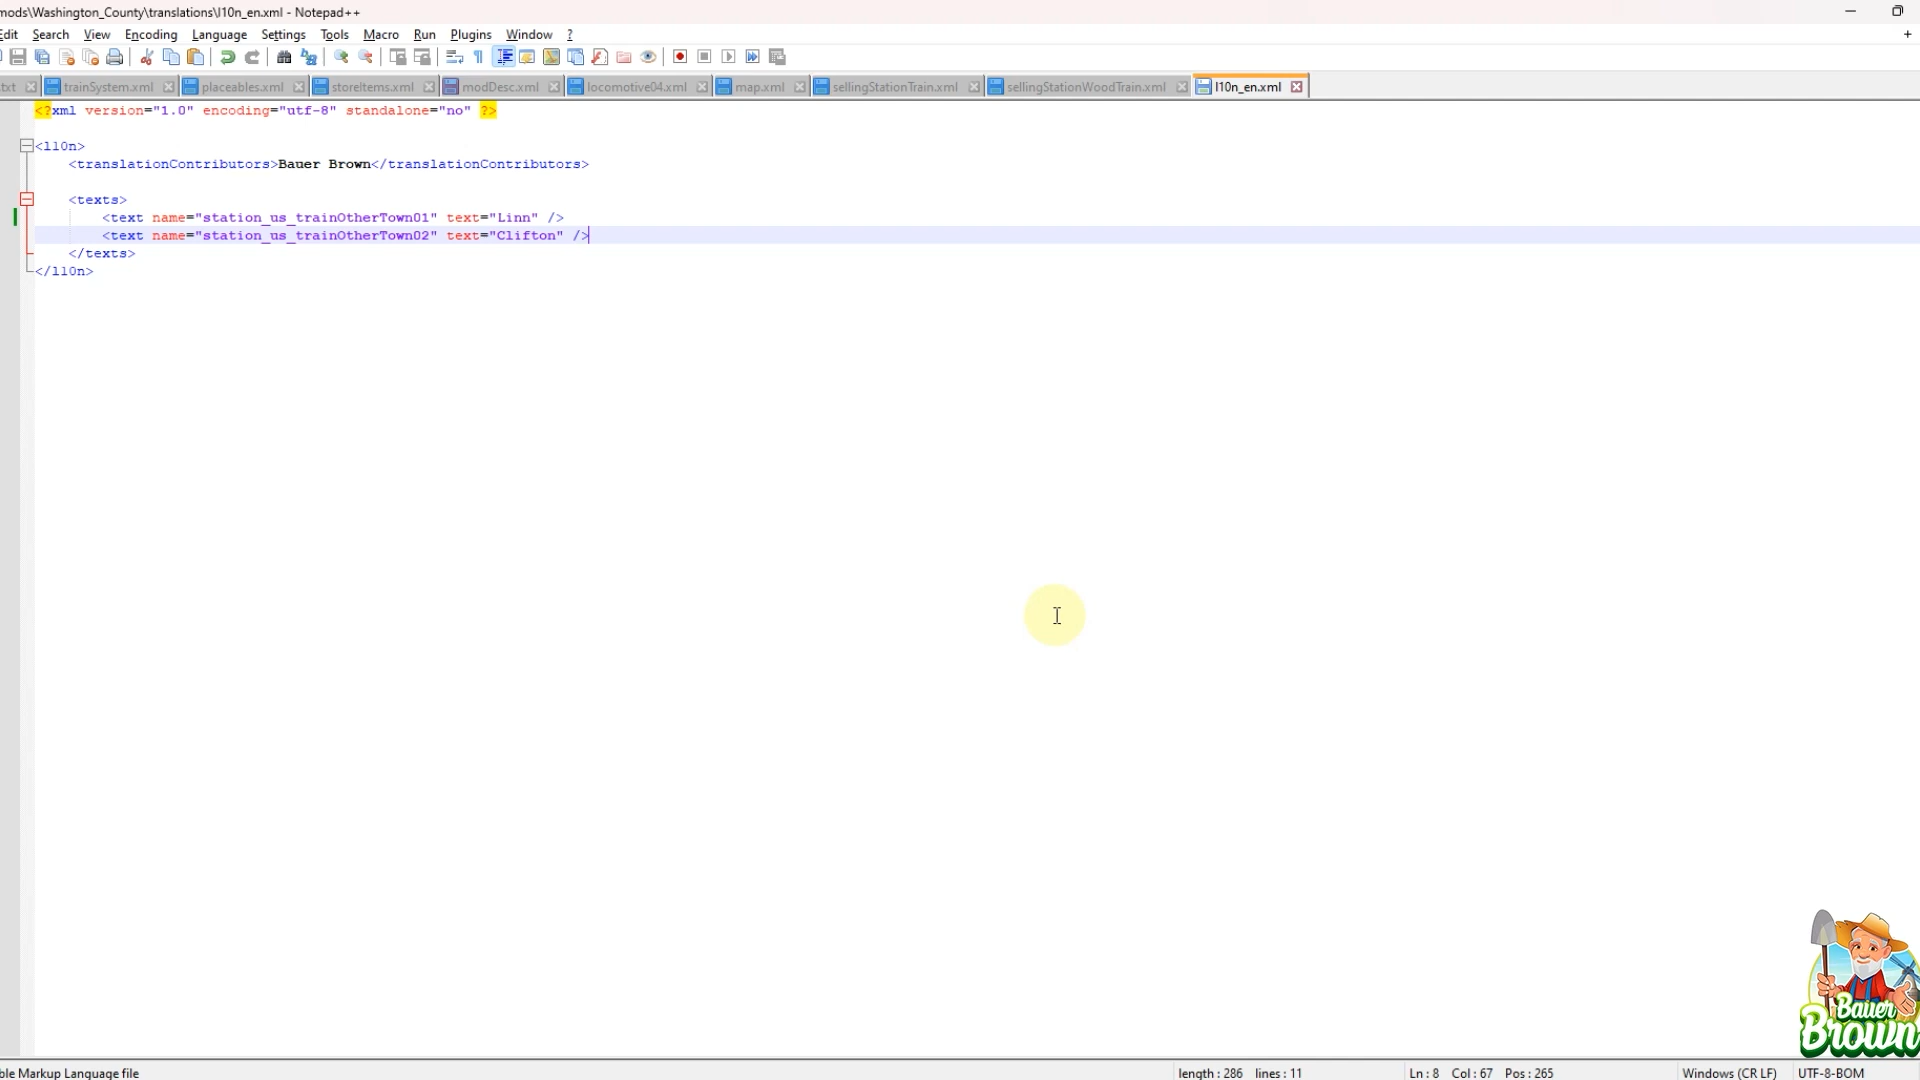 mods\Washington_County\translations\l10n_en.xml - Notepad++
Edit Search View Encoding Language Settings Tools Macro Run Plugins Window ?
+
txt trainSystem.xml placeables.xml storeItems.xml modDesc.xml locomotive04.xml map.xml sellingStationTrain.xml sellingStationWoodTrain.xml l10n_en.xml
<?xml version="1.0" encoding="utf-8" standalone="no" ?>
<l10n>
<translationContributors>Bauer Brown</translationContributors>
<texts>
<text name="station_us_trainOtherTown01" text="Linn" />
<text name="station_us_trainOtherTown02" text="Clifton" />
</texts>
</l10n>
Bauer
Brown
ble Markup Language file length : 286 lines : 11 Ln : 8 Col : 67 Pos : 265 Windows (CR LF) UTF-8-BOM